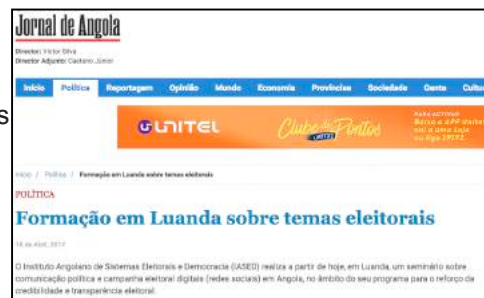 Jornal de Angola
Director: Victor Silva
Director Adjunto: Caetano Júnior
Início Política Reportagem Opinião Mundo Economia Províncias Sociedade Gente Cultu
s
UNITEL
Clube de Pontos
UNITEL
Início / Política / Formação em Luanda sobre temas eleitorais
POLÍTICA
Formação em Luanda sobre temas eleitorais
O Instituto Angolano de Sistemas Eleitorais e Democracia (IASED) realiza a partir de hoje, em Luanda, um seminário sobre
comunicação política e campanha eleitoral digitais (redes sociais) em Angola, no âmbito do seu programa para o reforço da
credibilidade e transparência eleitoral.